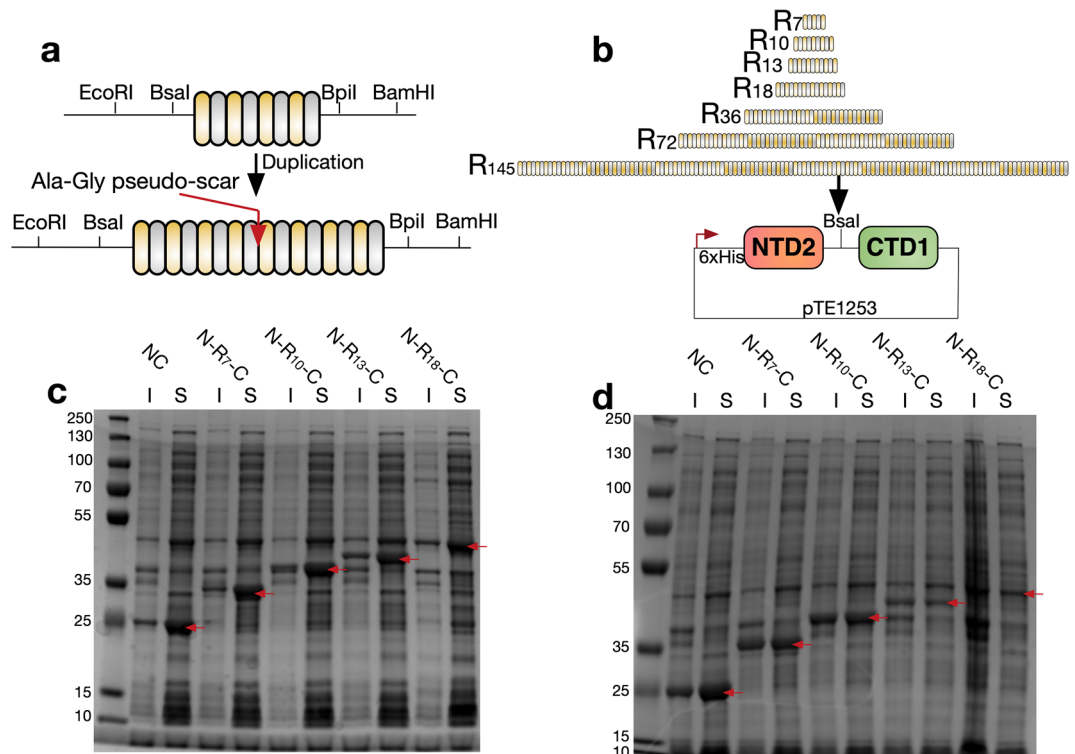 a
EcoRI BsaI BpiI BamHI
Duplication
Ala-Gly pseudo-scar
EcoRI BsaI BpiI BamHI
b
R7
R10
R13
R18
R36
R72
R145
BsaI
6xHis NTD2 CTD1
pTE1253
c
NC N-R7-C N-R10-C N-R13-C N-R18-C
I S I S I S I S I S
250
130
100
70
55
35
25
15
10
d
NC N-R7-C N-R10-C N-R13-C N-R18-C
I S I S I S I S I S
250
130
100
70
55
35
25
15
10